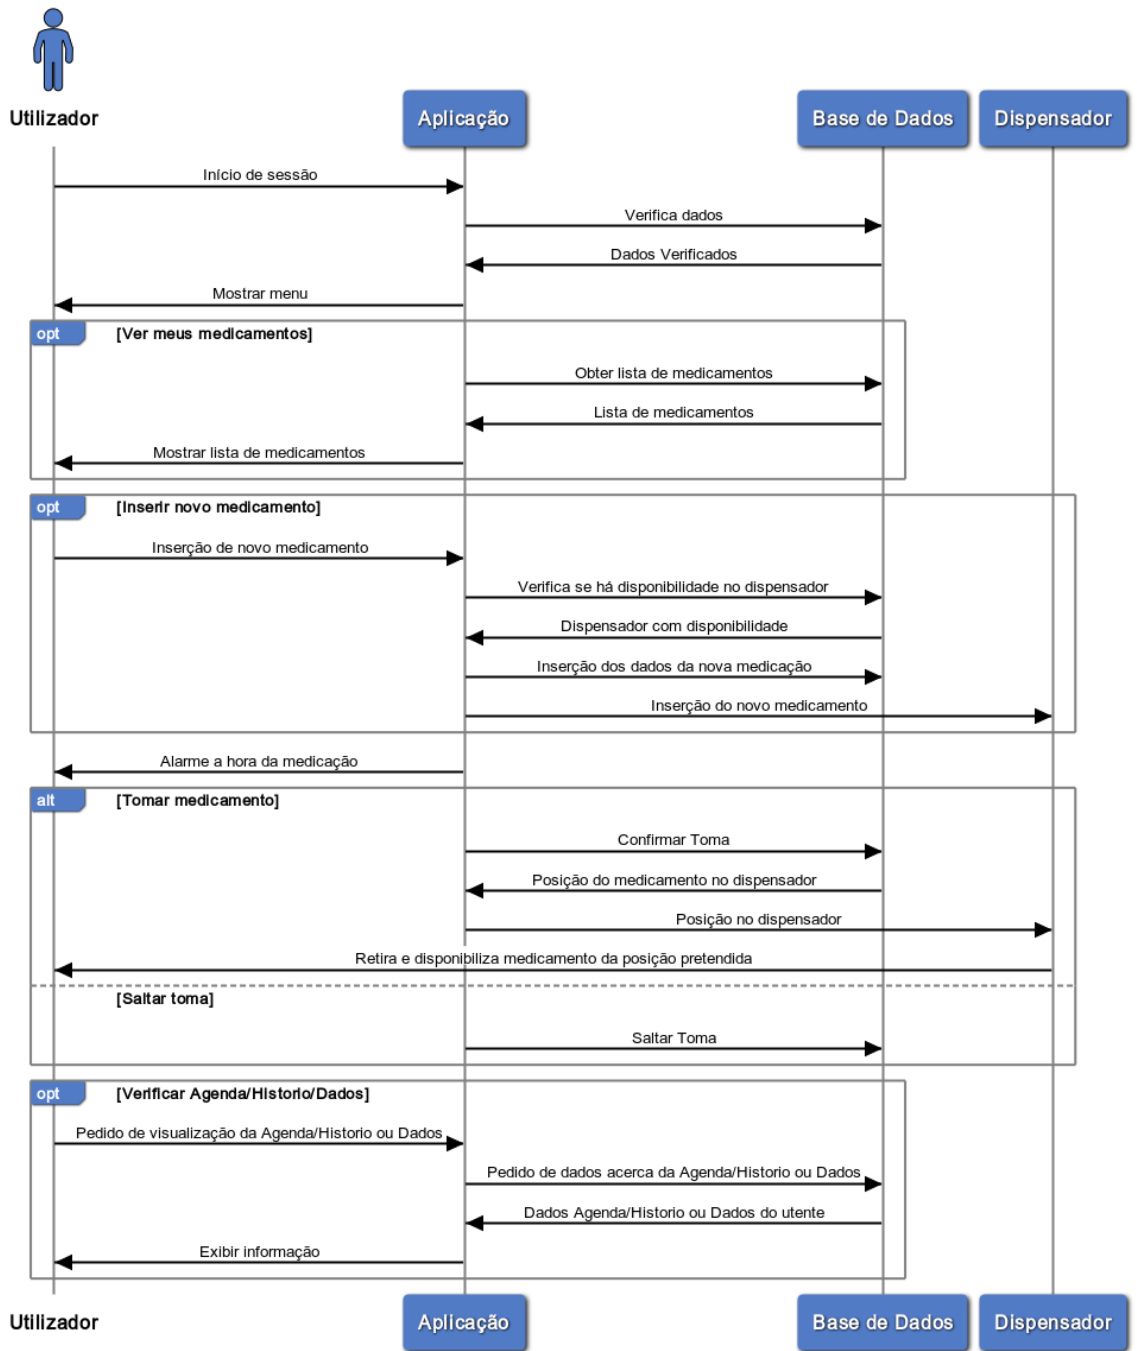 Utilizador
Aplicação
Base de Dados
Dispensador
Início de sessão
Verifica dados
Dados Verificados
Mostrar menu
opt [Ver meus medicamentos]
Obter lista de medicamentos
Lista de medicamentos
Mostrar lista de medicamentos
opt [Inserir novo medicamento]
Inserção de novo medicamento
Verifica se há disponibilidade no dispensador
Dispensador com disponibilidade
Inserção dos dados da nova medicação
Inserção do novo medicamento
Alarme a hora da medicação
alt [Tomar medicamento]
Confirmar Toma
Posição do medicamento no dispensador
Posição no dispensador
Retira e disponibiliza medicamento da posição pretendida
[Saltar toma]
Saltar Toma
opt [Verificar Agenda/Historio/Dados]
Pedido de visualização da Agenda/Historio ou Dados
Pedido de dados acerca da Agenda/Historio ou Dados
Dados Agenda/Historio ou Dados do utente
Exibir informação
Utilizador
Aplicação
Base de Dados
Dispensador